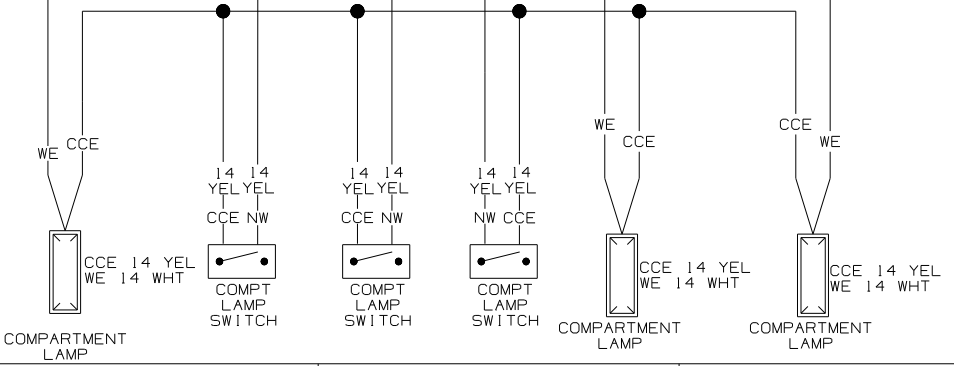 WE CCE
CCE 14 YEL
WE 14 WHT
COMPARTMENT
LAMP
14 14
YEL YEL
CCE NW
COMPT
LAMP
SWITCH
14 14
YEL YEL
CCE NW
COMPT
LAMP
SWITCH
14 14
YEL YEL
NW CCE
COMPT
LAMP
SWITCH
WE
CCE
CCE 14 YEL
WE 14 WHT
COMPARTMENT
LAMP
CCE
WE
CCE 14 YEL
WE 14 WHT
COMPARTMENT
LAMP